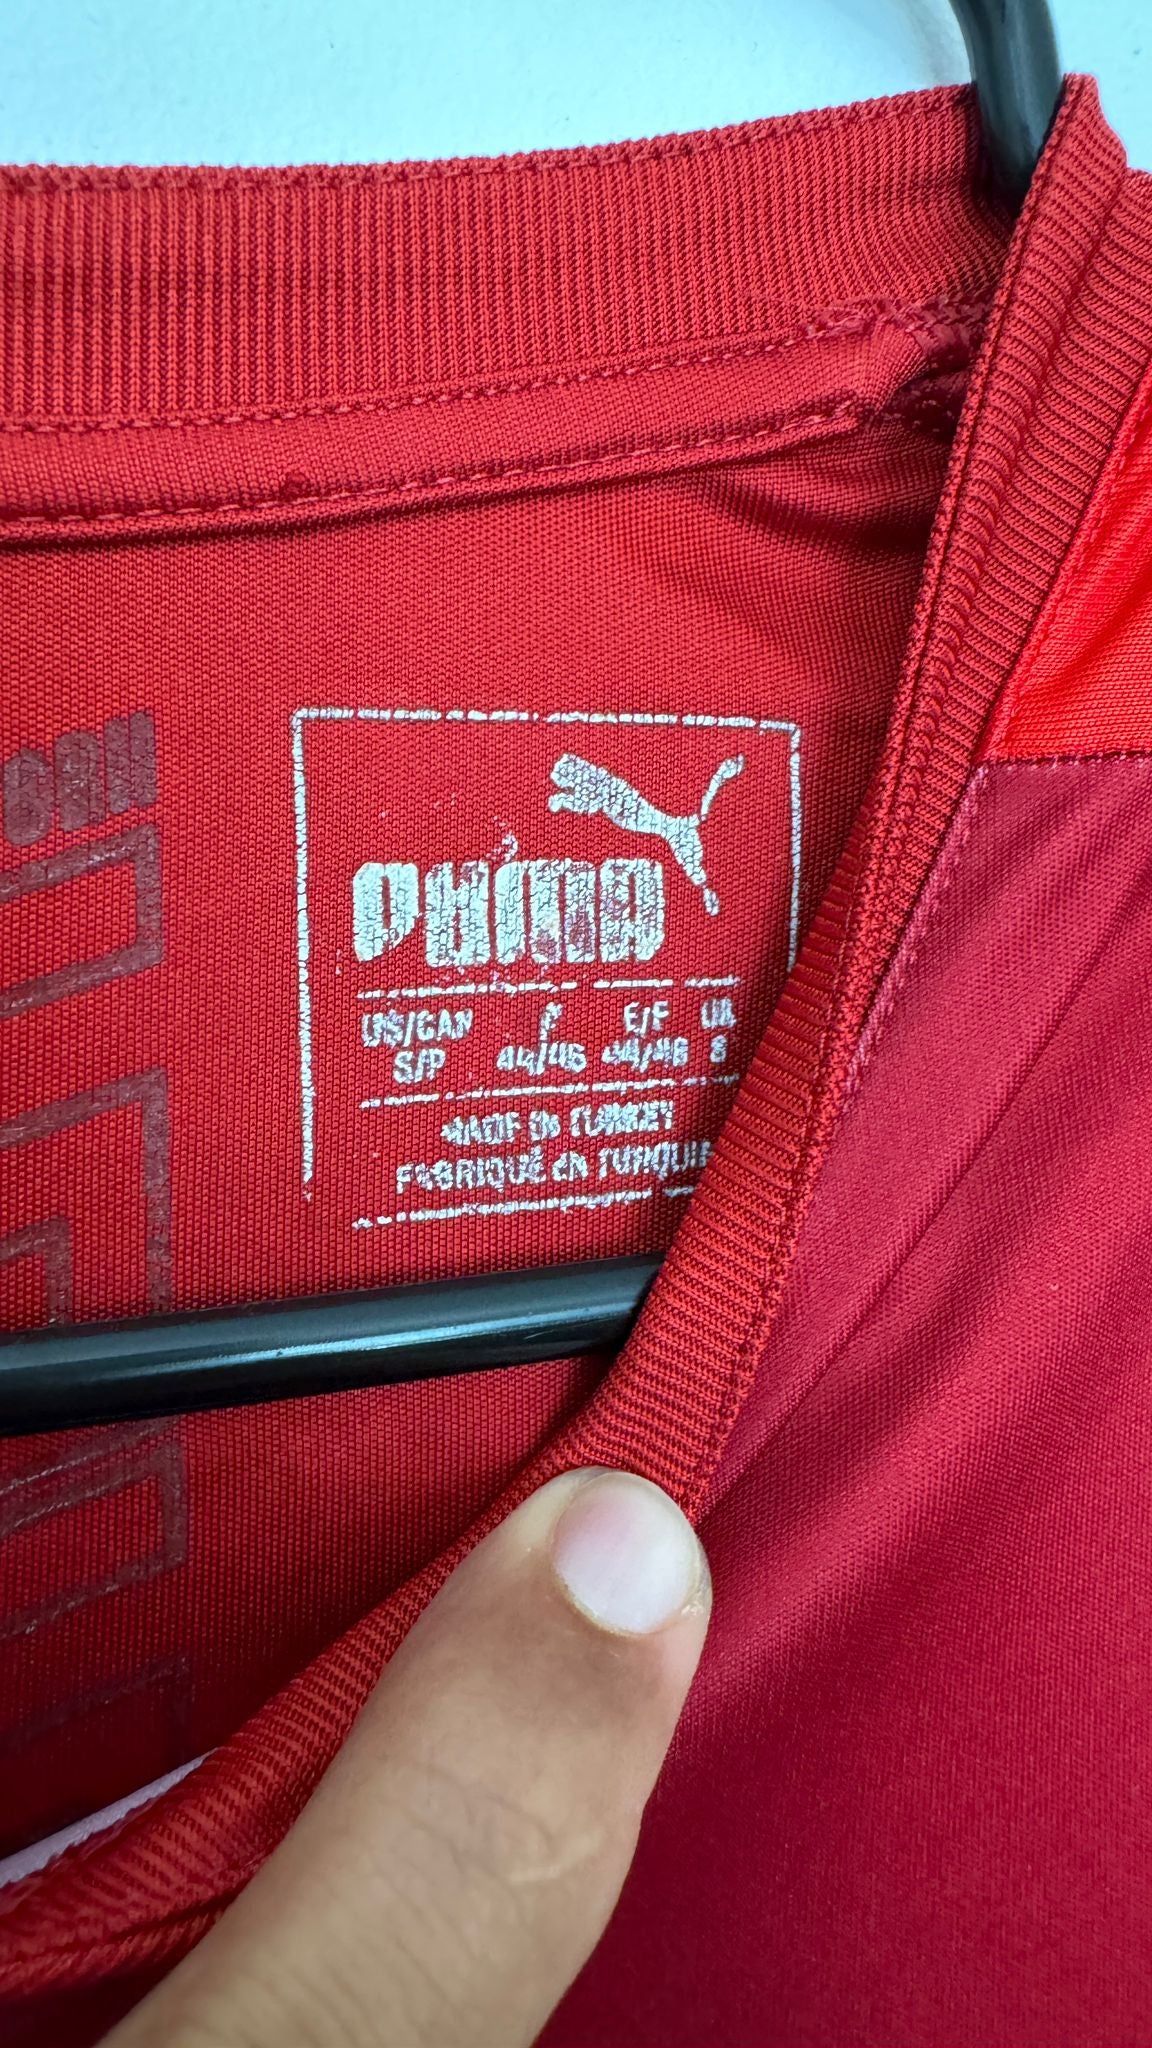 PUMA
US/CAN F E/F UK
S/P 44/46 44/46 S
MADE IN TURKEY
FABRIQUÉ en TURQUIE